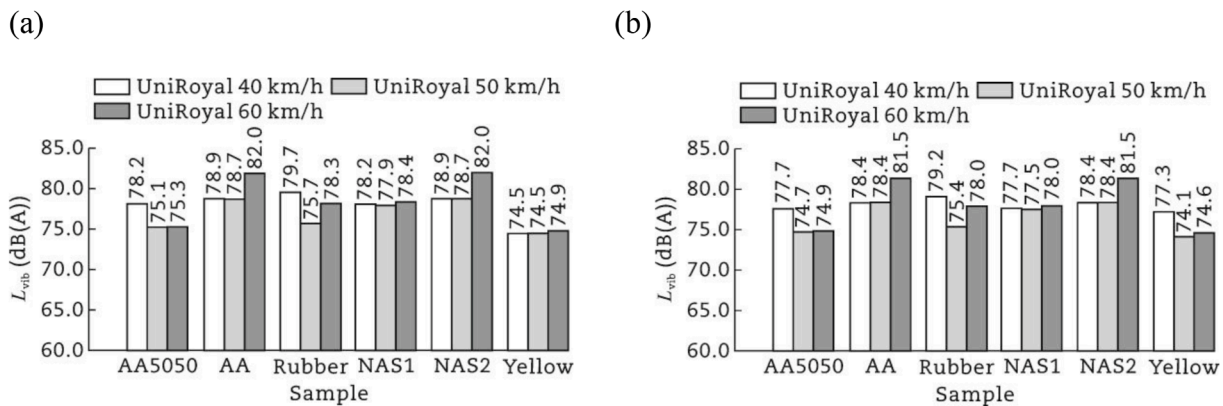 (a)
UniRoyal 40 km/h UniRoyal 50 km/h
UniRoyal 60 km/h
L_vib (dB(A))
85.0
80.0
75.0
70.0
65.0
60.0
78.2 75.1 75.3 78.9 78.7 82.0 79.7 75.7 78.3 78.2 77.9 78.4 78.9 78.7 82.0 74.5 74.5 74.9
AA5050 AA Rubber NAS1 NAS2 Yellow
Sample
(b)
UniRoyal 40 km/h UniRoyal 50 km/h
UniRoyal 60 km/h
L_vib (dB(A))
85.0
80.0
75.0
70.0
65.0
60.0
77.7 74.7 74.9 78.4 78.4 81.5 79.2 75.4 78.0 77.7 77.5 78.0 78.4 78.4 81.5 77.3 74.1 74.6
AA5050 AA Rubber NAS1 NAS2 Yellow
Sample